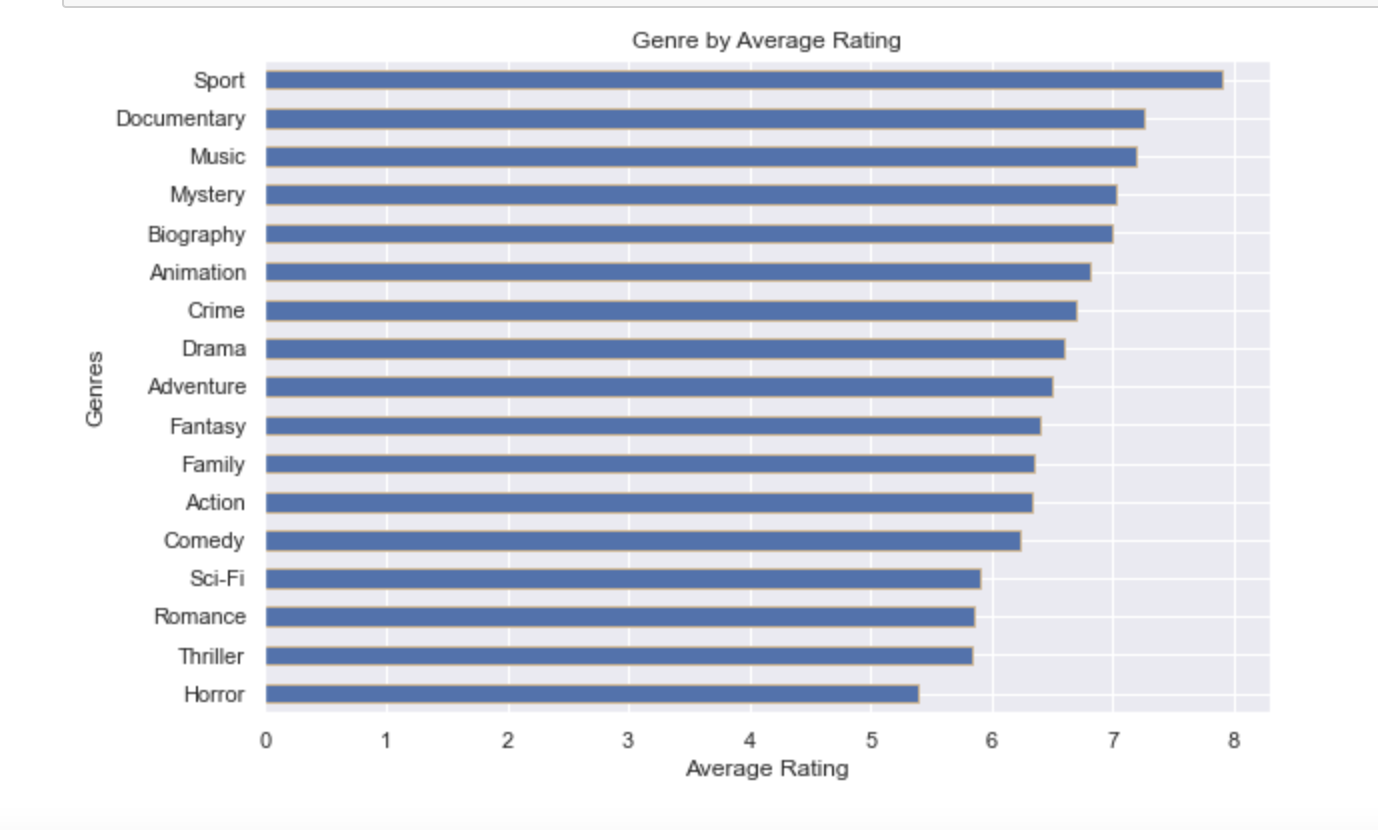 Genre by Average Rating
Sport
Documentary
Music
Mystery
Biography
Animation
Crime
Drama
Adventure
Fantasy
Family
Action
Comedy
Sci-Fi
Romance
Thriller
Horror
Genres
0 1 2 3 4 5 6 7 8
Average Rating